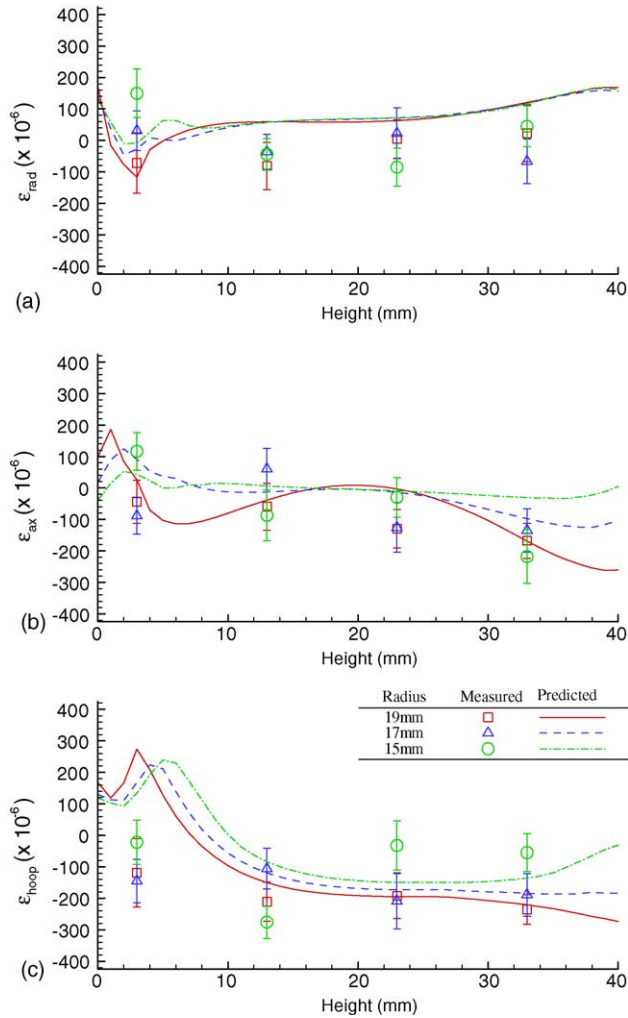 400
300
200
100
0
-100
-200
-300
-400
ε_rad (x 10^-6)
0 10 20 30 40
Height (mm)
(a)
400
300
200
100
0
-100
-200
-300
-400
ε_ax (x 10^-6)
0 10 20 30 40
Height (mm)
(b)
Radius Measured Predicted
19mm
17mm
15mm
400
300
200
100
0
-100
-200
-300
-400
ε_hoop (x 10^-6)
0 10 20 30 40
Height (mm)
(c)